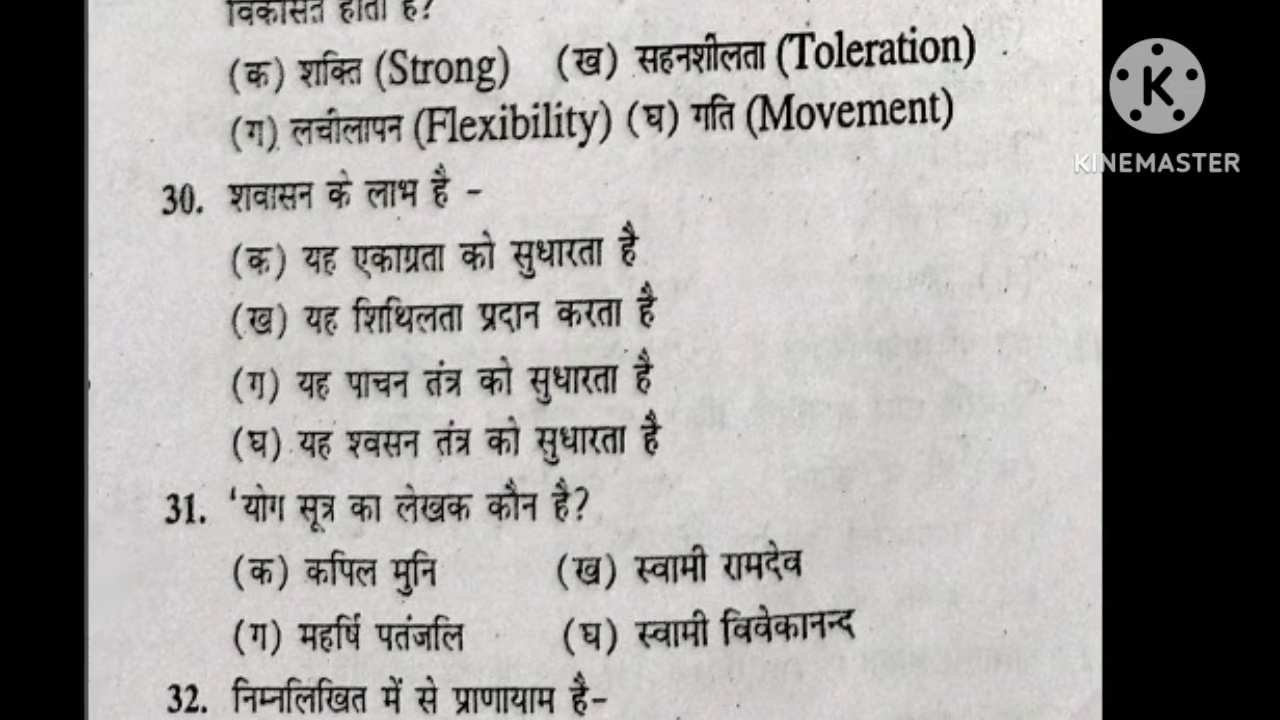 विकसित होता है?
(क) शक्ति (Strong) (ख) सहनशीलता (Toleration)
(ग) लचीलापन (Flexibility) (घ) गति (Movement)
30. शवासन के लाभ है -
(क) यह एकाग्रता को सुधारता है
(ख) यह शिथिलता प्रदान करता है
(ग) यह पाचन तंत्र को सुधारता है
(घ) यह श्वसन तंत्र को सुधारता है
31. 'योग सूत्र का लेखक कौन है?
(क) कपिल मुनि (ख) स्वामी रामदेव
(ग) महर्षि पतंजलि (घ) स्वामी विवेकानन्द
32. निम्नलिखित में से प्राणायाम है-
K
KINEMASTER